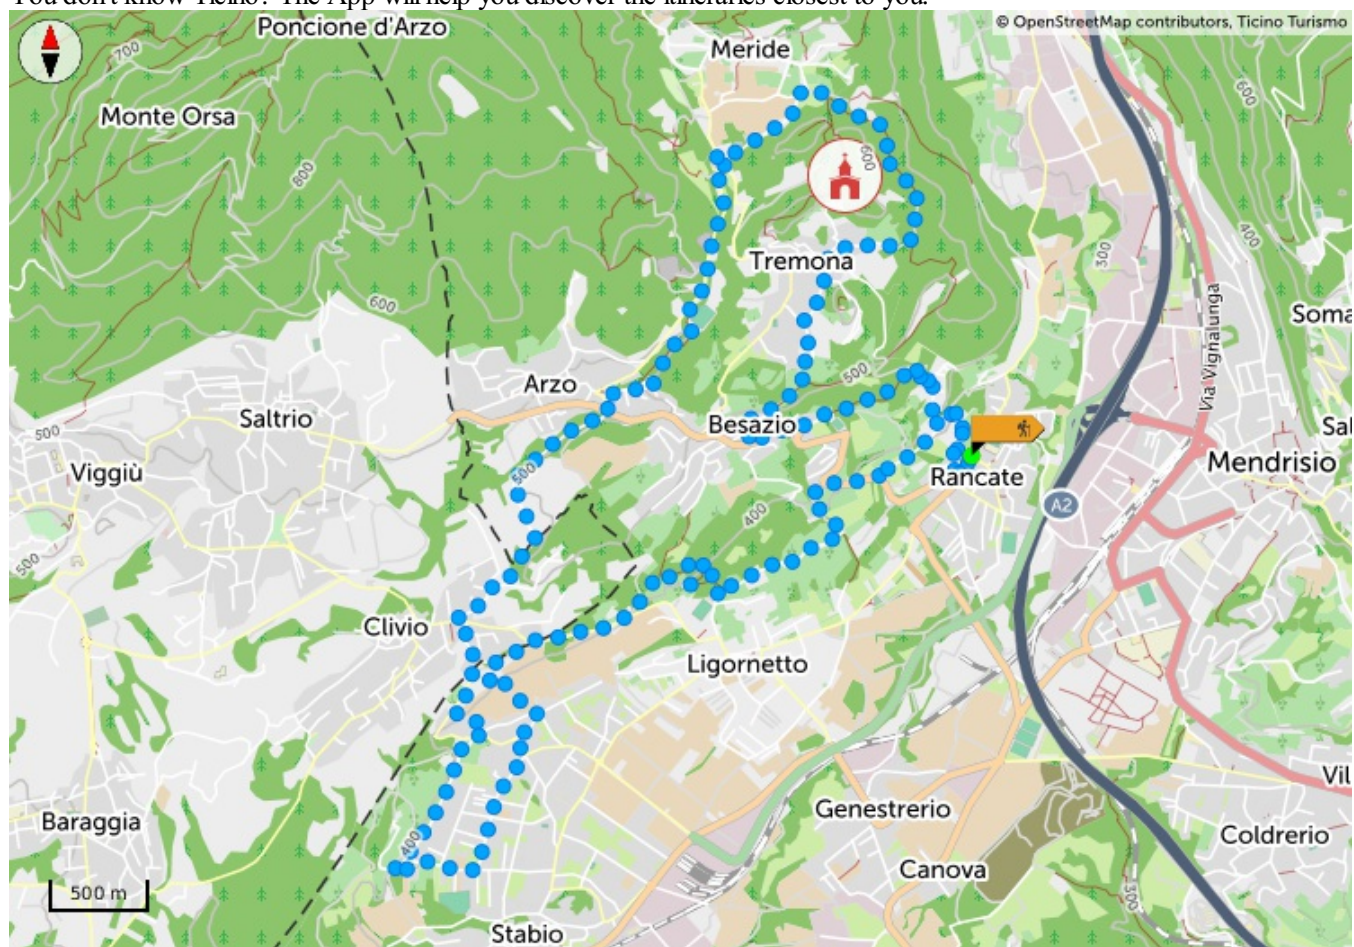 You don't know Ticino? The App will help you discover the itineraries closest to you.
© OpenStreetMap contributors, Ticino Turismo
Poncione d'Arzo
Meride
700
Monte Orsa
600
600
800
400
Tremona
300
600
Via Vignalunga
Soma
Arzo
500
Saltrio
Besazio
Sal
500
Viggiù
500
Rancate
Mendrisio
A2
400
500
Clivio
Ligornetto
Vil
Genestrerio
Baraggia
Coldrerio
400
Canova
500 m
300
Stabio